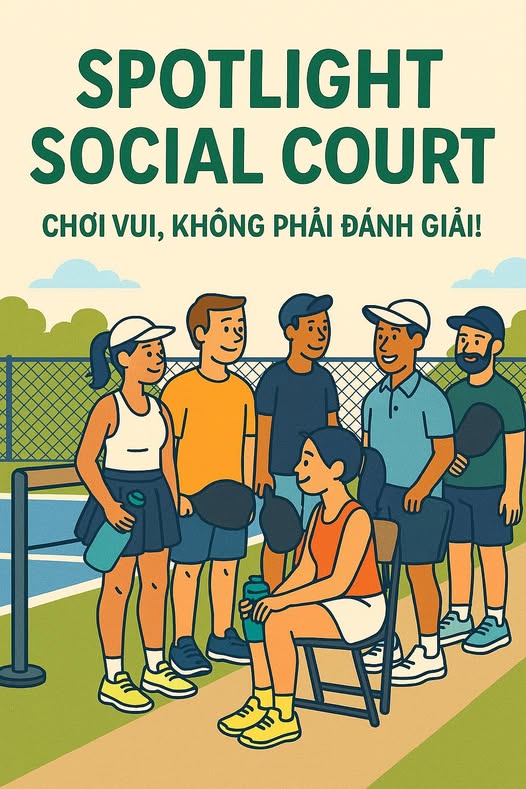 SPOTLIGHT
SOCIAL COURT
CHƠI VUI, KHÔNG PHẢI ĐÁNH GIẢI!